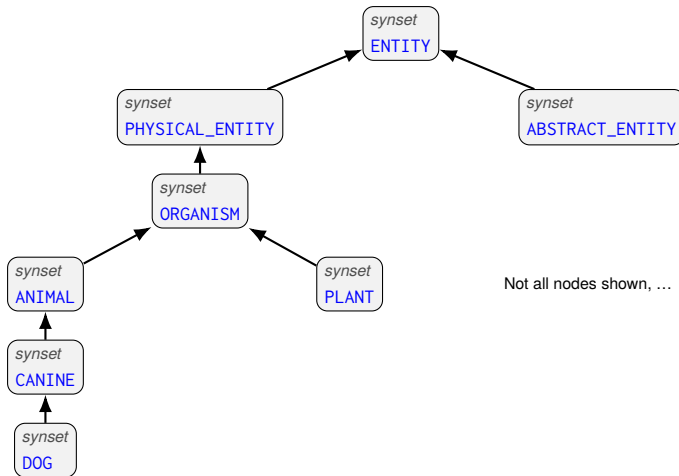 synset
ENTITY
synset
PHYSICAL_ENTITY
synset
ABSTRACT_ENTITY
synset
ORGANISM
synset
ANIMAL
synset
PLANT
Not all nodes shown, …
synset
CANINE
synset
DOG